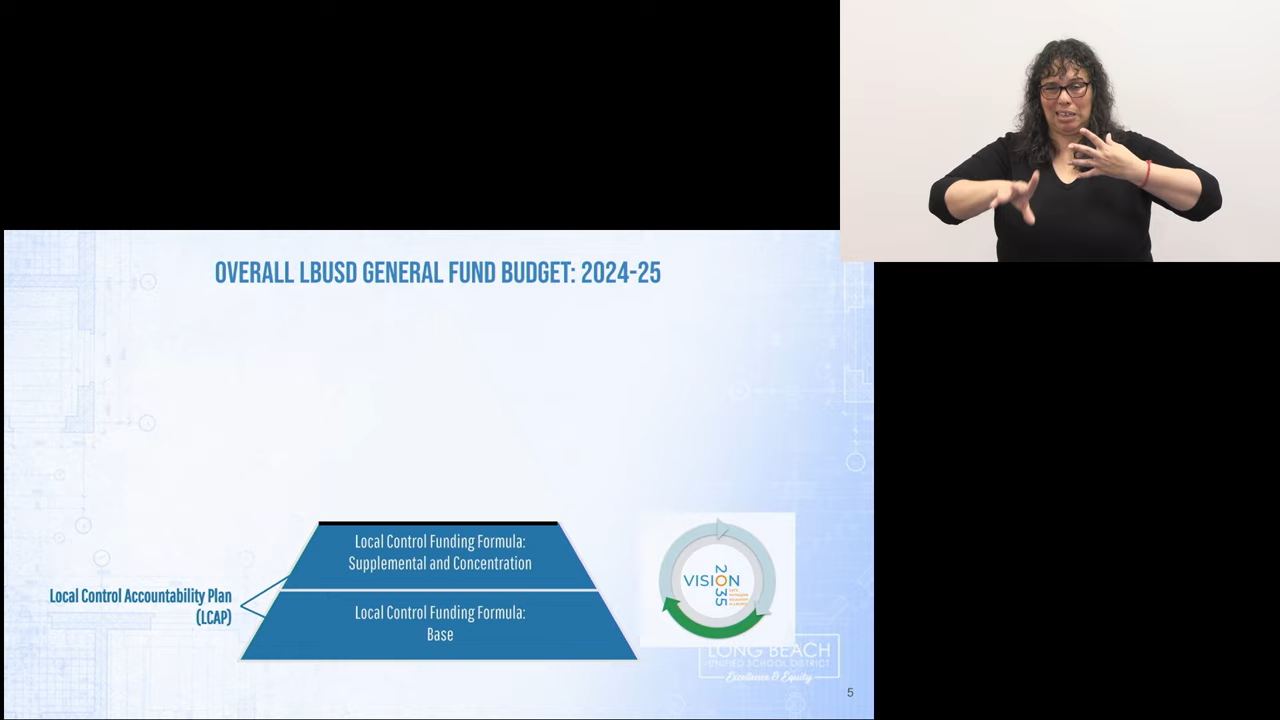 OVERALL LBUSD GENERAL FUND BUDGET: 2024-25
Local Control Funding Formula:
Supplemental and Concentration
Local Control Accountability Plan
(LCAP)
Local Control Funding Formula:
Base
VISION
2035
LONG BEACH
UNIFIED SCHOOL DISTRICT
Excellence & Equity
5